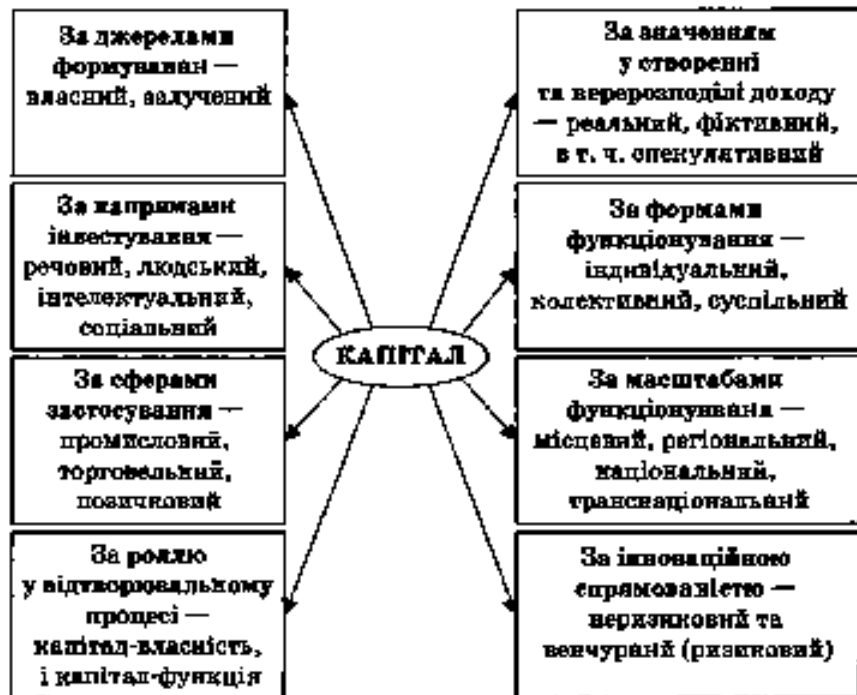 За джерелами
формуваван —
власний, залучений
За напрямами
інвестування —
речовий, людський,
інтелектуальний,
соціальний
За сферами
застосування —
промисловий,
торговельний,
позичковий
За роллю
у відтворювальному
процесі —
капітал-власність,
і капітал-функція
КАПІТАЛ
За значенням
у створенні
та верерозподілі доходу
— реальний, фіктивний,
в т. ч. спекулятивний
За формами
функціонування —
індивідуальний,
колективний, суспільний
За масштабами
функціонування —
місцевий, регіональний,
національний,
транснаціональний
За інноваційною
спрямованістю —
неризиковий та
венчурний (ризиковий)